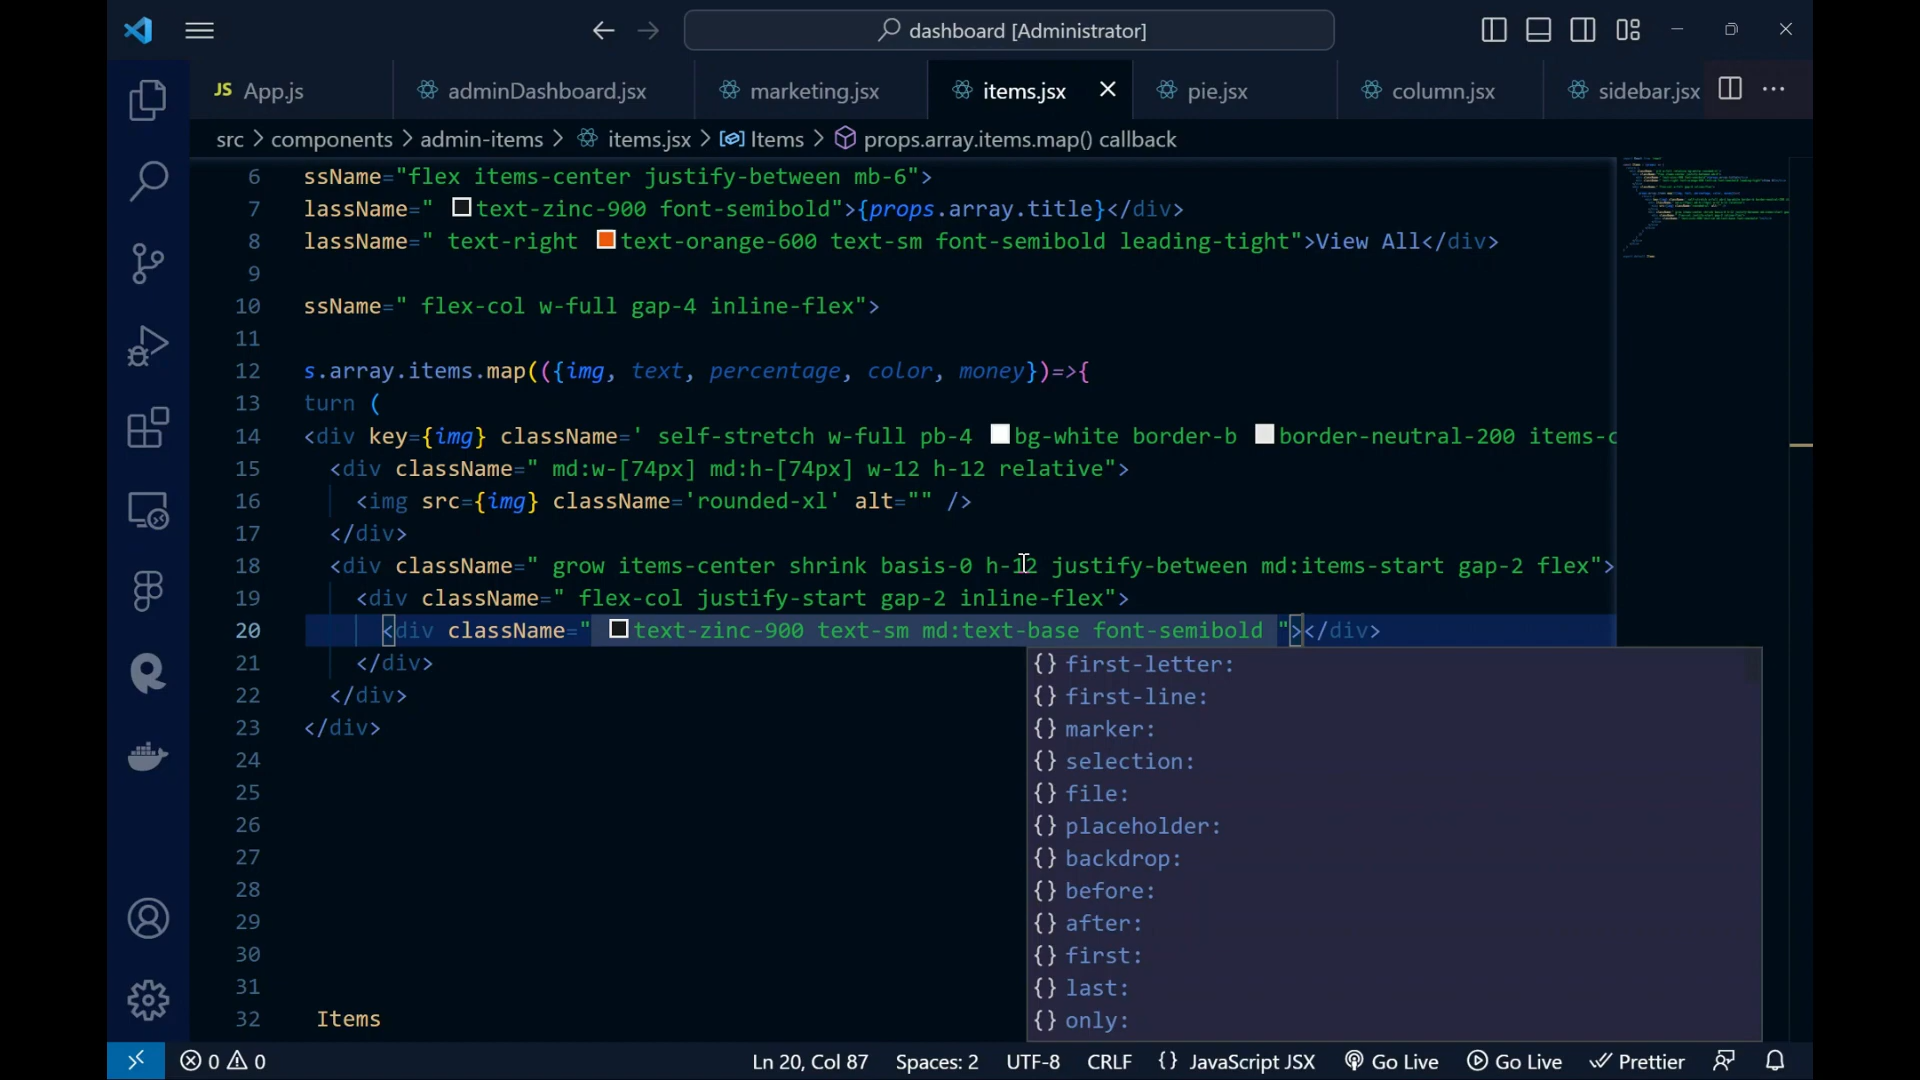 dashboard [Administrator]
JS App.js adminDashboard.jsx marketing.jsx items.jsx pie.jsx column.jsx sidebar.jsx
src > components > admin-items > items.jsx > Items > props.array.items.map() callback
6 ssName="flex items-center justify-between mb-6">
7 lassName=" text-zinc-900 font-semibold">{props.array.title}</div>
8 lassName=" text-right text-orange-600 text-sm font-semibold leading-tight">View All</div>
9
10 ssName=" flex-col w-full gap-4 inline-flex">
11
12 s.array.items.map(({img, text, percentage, color, money})=>{
13 turn (
14 <div key={img} className=' self-stretch w-full pb-4 bg-white border-b border-neutral-200 items-c
15 <div className=" md:w-[74px] md:h-[74px] w-12 h-12 relative">
16 <img src={img} className='rounded-xl' alt="" />
17 </div>
18 <div className=" grow items-center shrink basis-0 h-12 justify-between md:items-start gap-2 flex">
19 <div className=" flex-col justify-start gap-2 inline-flex">
20 <div className=" text-zinc-900 text-sm md:text-base font-semibold "></div>
21 </div>
22 </div>
23 </div>
24
25
26
27
28
29
30
31
32 Items
{} first-letter:
{} first-line:
{} marker:
{} selection:
{} file:
{} placeholder:
{} backdrop:
{} before:
{} after:
{} first:
{} last:
{} only:
0 0 Ln 20, Col 87 Spaces: 2 UTF-8 CRLF {} JavaScript JSX Go Live Go Live Prettier